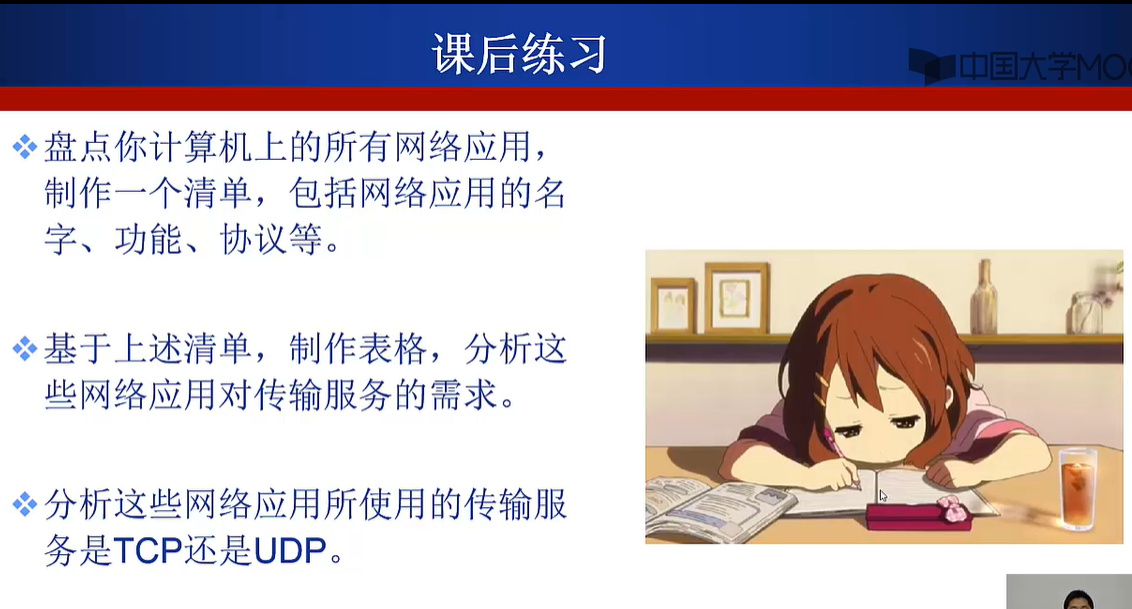 课后练习
中国大学MOO
盘点你计算机上的所有网络应用，
制作一个清单，包括网络应用的名
字、功能、协议等。
基于上述清单，制作表格，分析这
些网络应用对传输服务的需求。
分析这些网络应用所使用的传输服
务是TCP还是UDP。